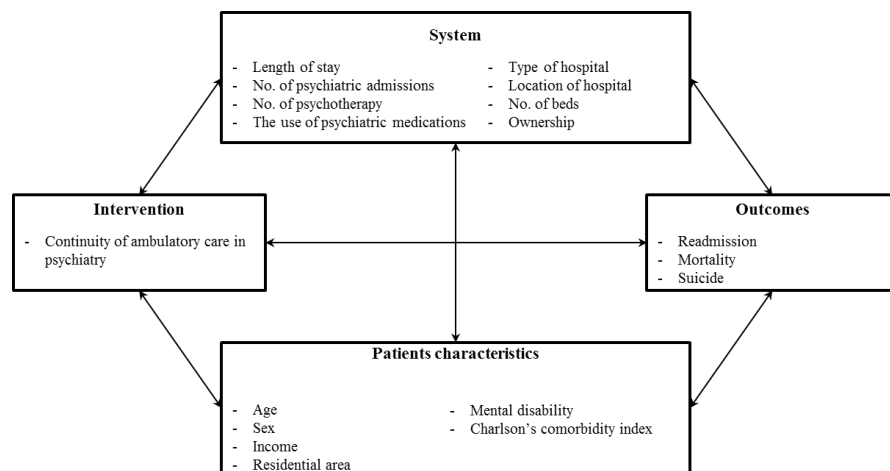 System
- Length of stay
- No. of psychiatric admissions
- No. of psychotherapy
- The use of psychiatric medications
- Type of hospital
- Location of hospital
- No. of beds
- Ownership
Intervention
- Continuity of ambulatory care in
psychiatry
Outcomes
- Readmission
- Mortality
- Suicide
Patients characteristics
- Age
- Sex
- Income
- Residential area
- Mental disability
- Charlson's comorbidity index